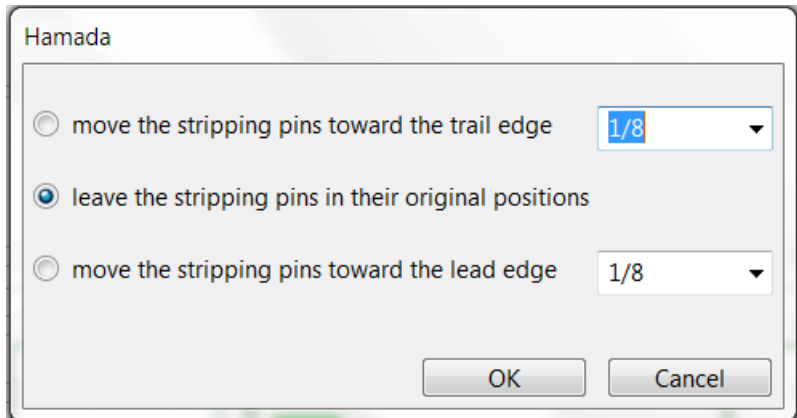 Hamada
move the stripping pins toward the trail edge 1/8
leave the stripping pins in their original positions
move the stripping pins toward the lead edge 1/8
OK Cancel